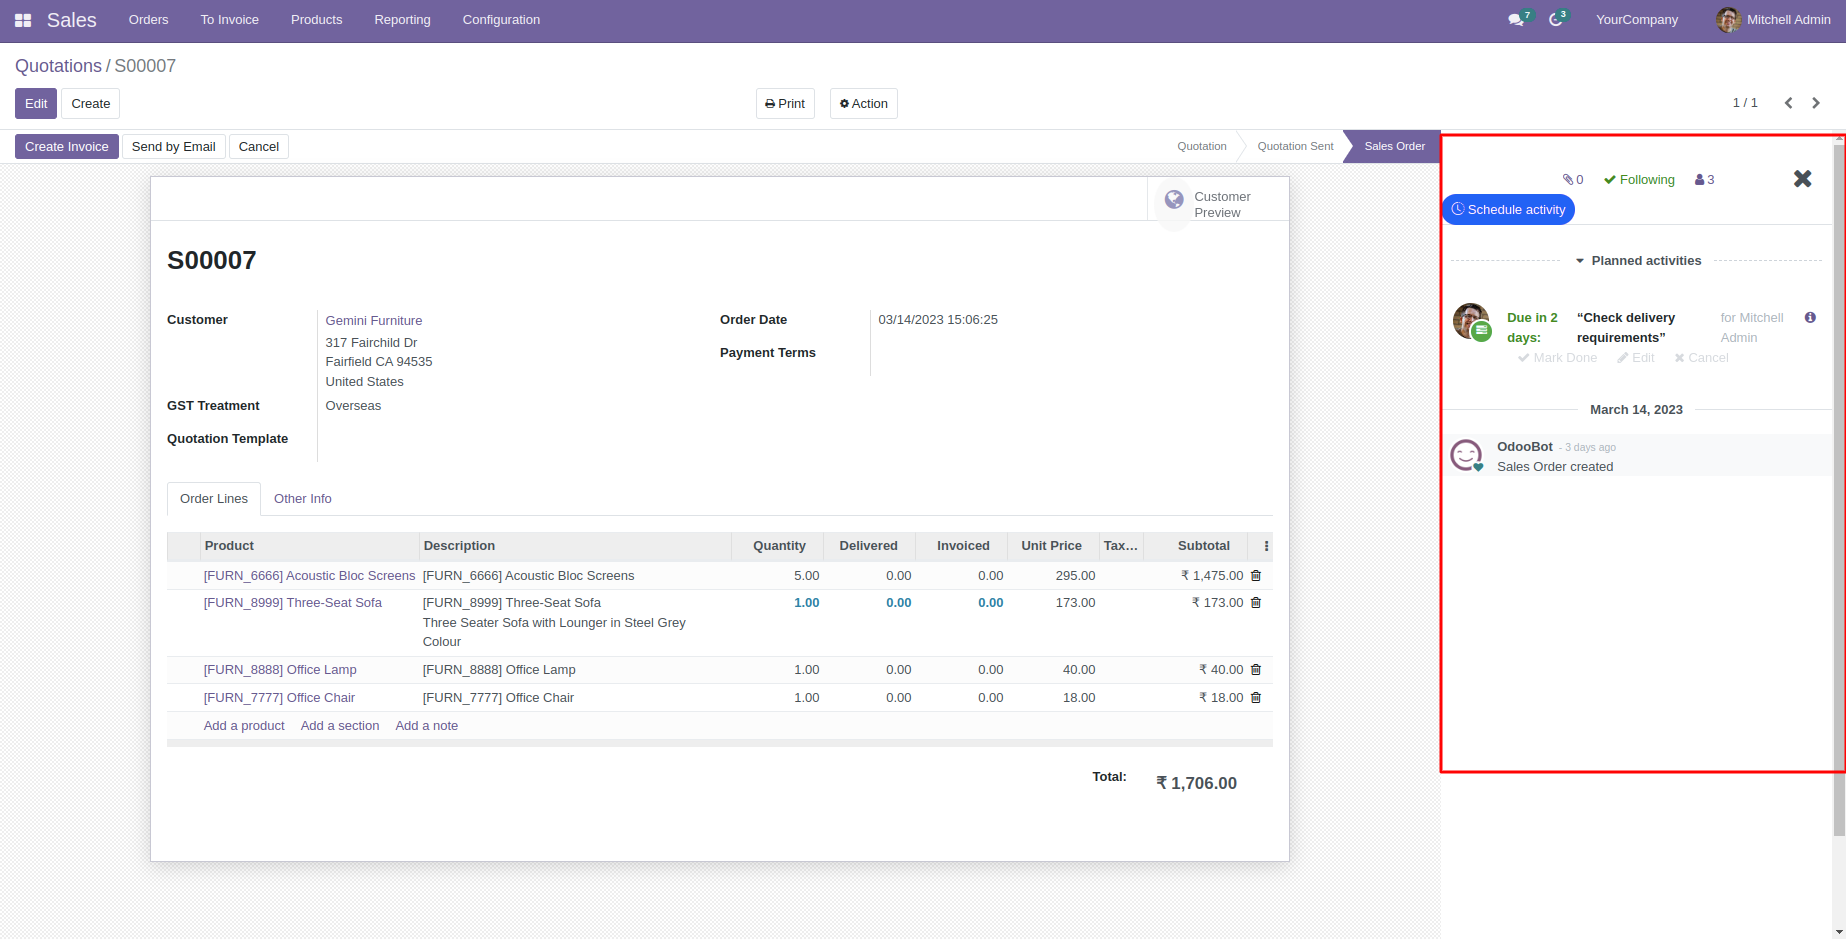 Sales Orders To Invoice Products Reporting Configuration 7 3 YourCompany Mitchell Admin
Quotations / S00007
Edit Create Print Action 1 / 1
Create Invoice Send by Email Cancel Quotation Quotation Sent Sales Order
Customer
Preview
S00007
Customer Gemini Furniture
317 Fairchild Dr
Fairfield CA 94535
United States
GST Treatment Overseas
Quotation Template
Order Date 03/14/2023 15:06:25
Payment Terms
Order Lines Other Info
Product Description Quantity Delivered Invoiced Unit Price Tax... Subtotal
[FURN_6666] Acoustic Bloc Screens [FURN_6666] Acoustic Bloc Screens 5.00 0.00 0.00 295.00 ₹ 1,475.00
[FURN_8999] Three-Seat Sofa [FURN_8999] Three-Seat Sofa 1.00 0.00 0.00 173.00 ₹ 173.00
Three Seater Sofa with Lounger in Steel Grey
Colour
[FURN_8888] Office Lamp [FURN_8888] Office Lamp 1.00 0.00 0.00 40.00 ₹ 40.00
[FURN_7777] Office Chair [FURN_7777] Office Chair 1.00 0.00 0.00 18.00 ₹ 18.00
Add a product Add a section Add a note
Total: ₹ 1,706.00
0 Following 3
Schedule activity
Planned activities
Due in 2 “Check delivery for Mitchell
days: requirements” Admin
Mark Done Edit Cancel
March 14, 2023
OdooBot - 3 days ago
Sales Order created